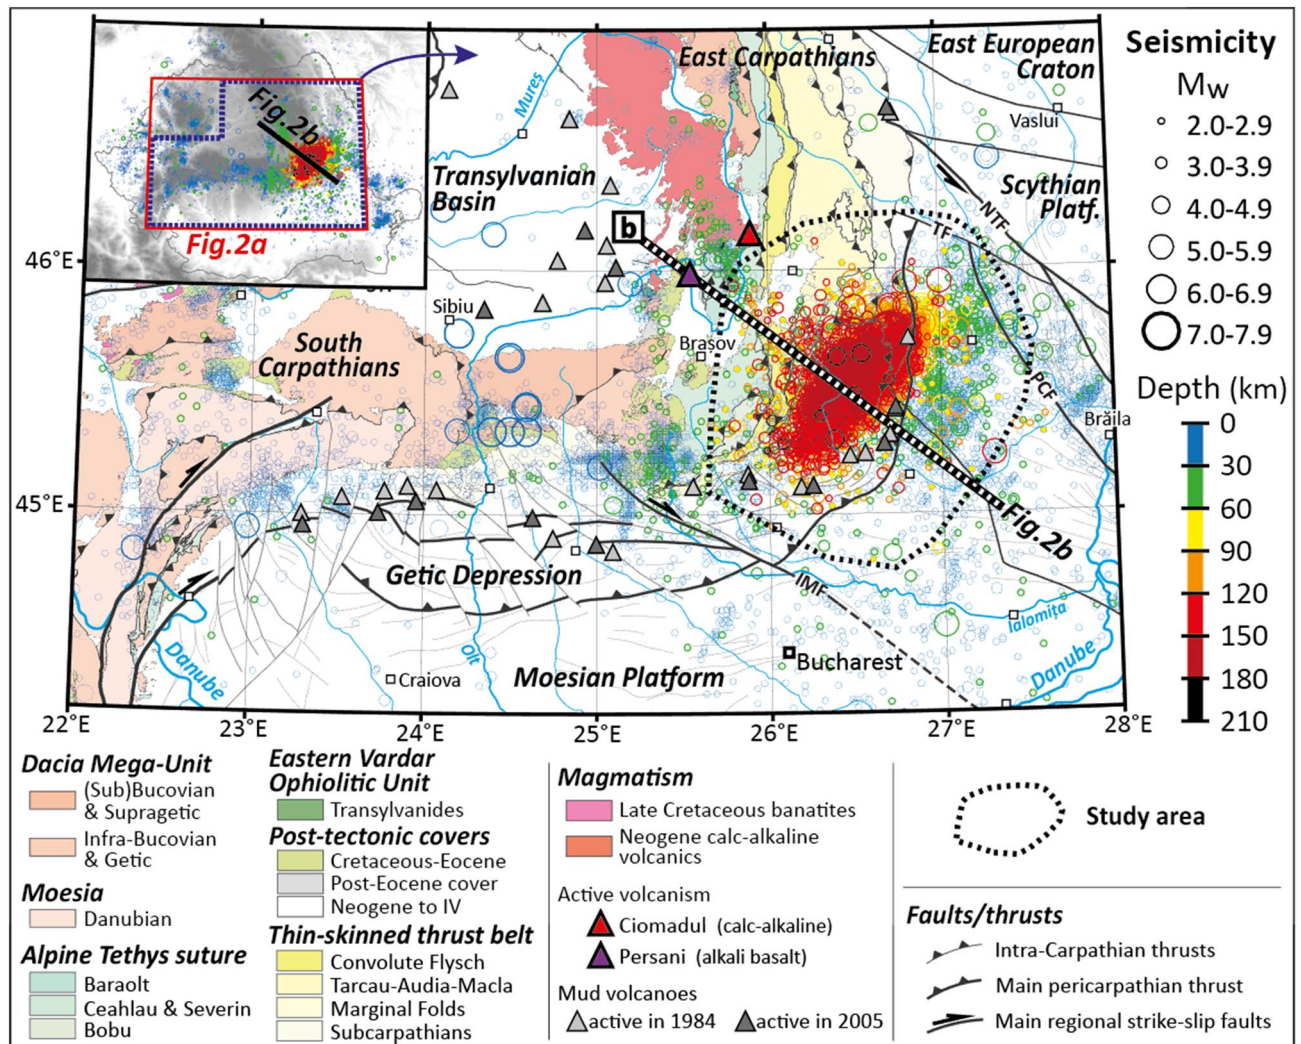 East Carpathians
East European
Craton
Seismicity
Mw
2.0-2.9
3.0-3.9
4.0-4.9
5.0-5.9
6.0-6.9
7.0-7.9
Depth (km)
0
30
60
90
120
150
180
210
Fig.2b
Fig.2a
Mureș
Vaslui
Transylvanian
Basin
Scythian
Platf.
NTF
TF
b
46°E
Sibiu
South
Carpathians
Brașov
PCF
Brăila
45°E
Fig.2b
Getic Depression
IMF
Ialomița
Danube
Olt
Bucharest
Danube
Craiova
Moesian Platform
22°E
23°E
24°E
25°E
26°E
27°E
28°E
Dacia Mega-Unit
(Sub)Bucovian
& Supragetic
Infra-Bucovian
& Getic
Moesia
Danubian
Alpine Tethys suture
Baraolt
Ceahlau & Severin
Bobu
Eastern Vardar
Ophiolitic Unit
Transylvanides
Post-tectonic covers
Cretaceous-Eocene
Post-Eocene cover
Neogene to IV
Thin-skinned thrust belt
Convolute Flysch
Tarcau-Audia-Macla
Marginal Folds
Subcarpathians
Magmatism
Late Cretaceous banatites
Neogene calc-alkaline
volcanics
Active volcanism
Ciomadul (calc-alkaline)
Persani (alkali basalt)
Mud volcanoes
active in 1984
active in 2005
Study area
Faults/thrusts
Intra-Carpathian thrusts
Main pericarpathian thrust
Main regional strike-slip faults